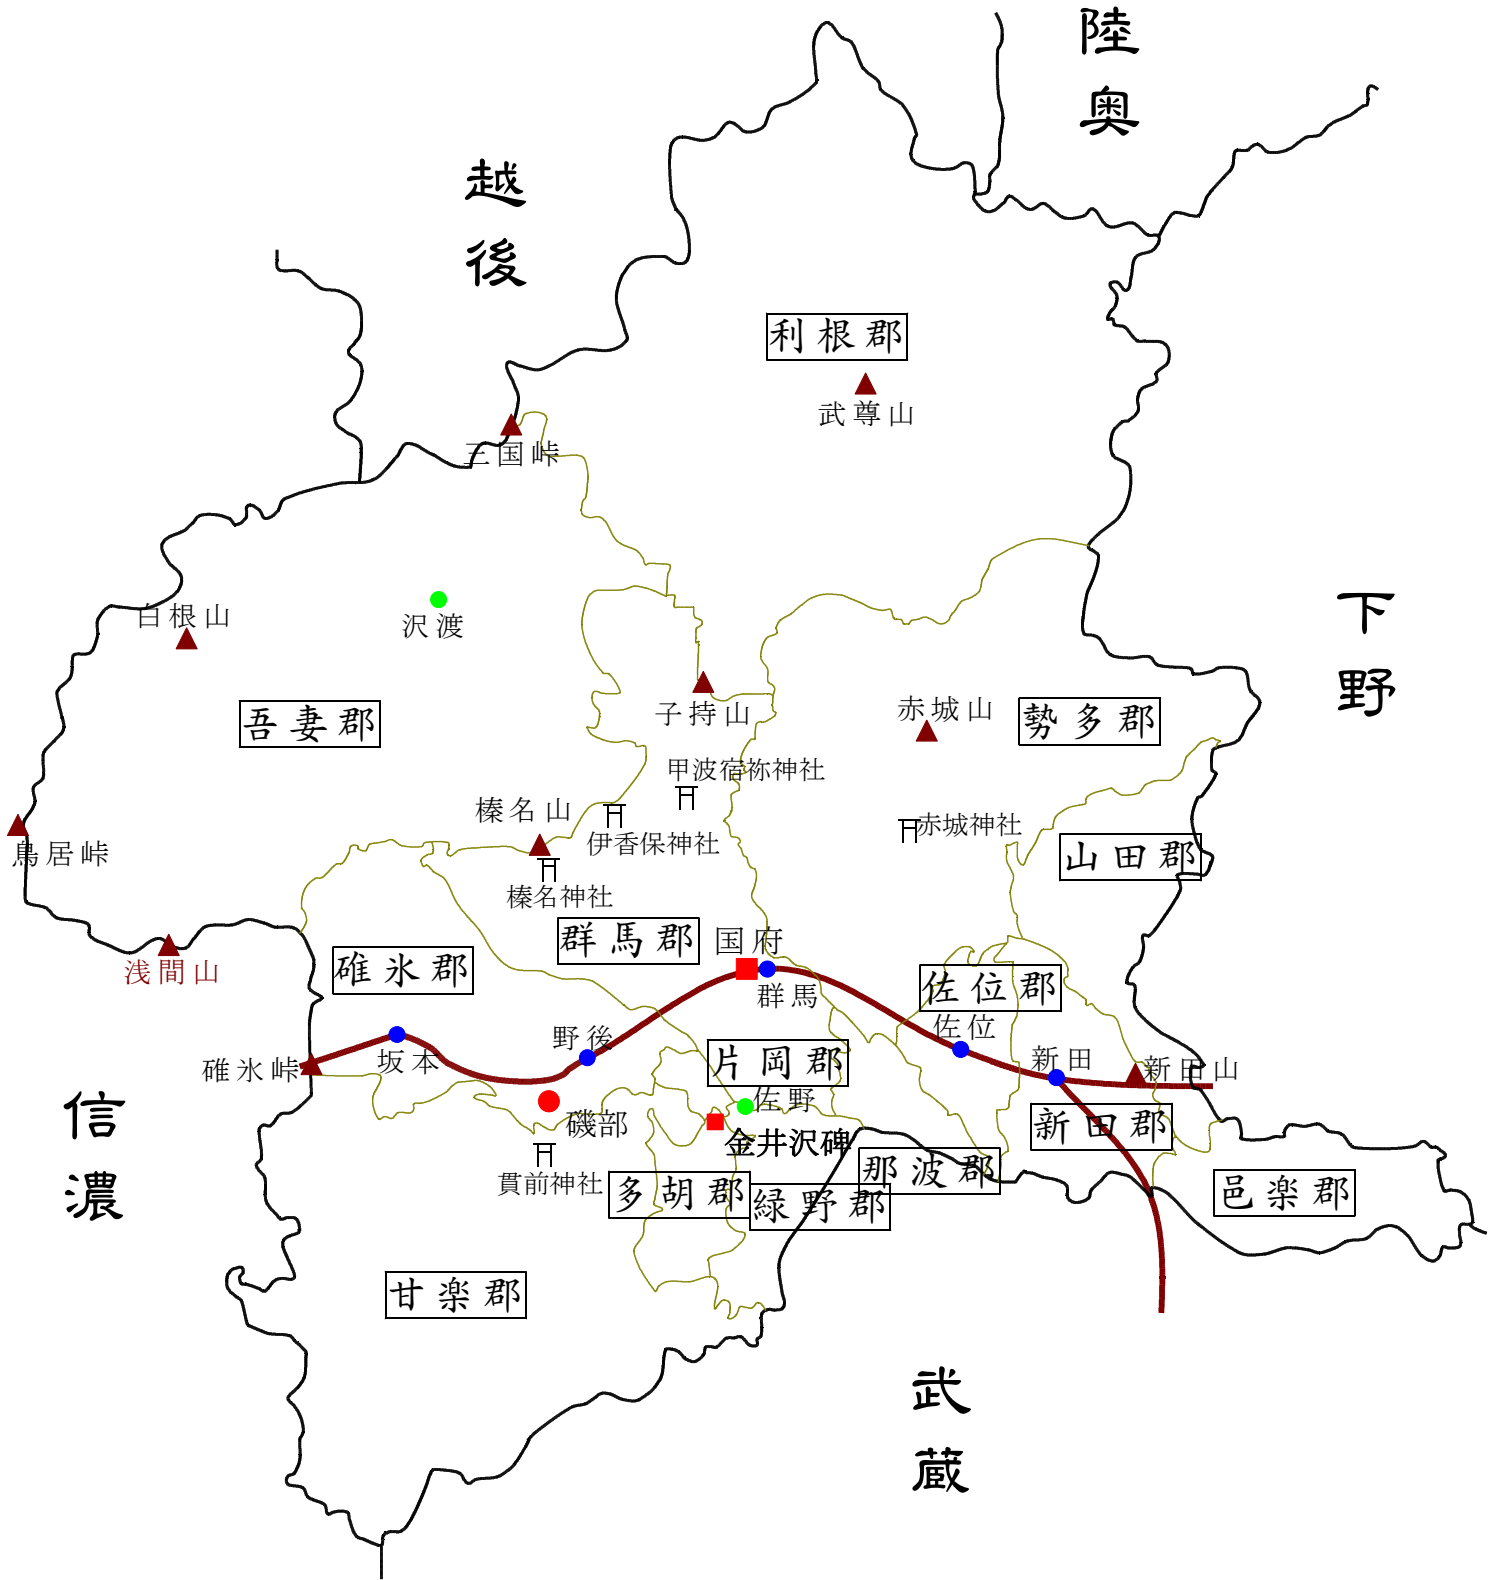 陸奥
越後
利根郡
武尊山
三国峠
下野
白根山
沢渡
吾妻郡
子持山
赤城山
勢多郡
甲波宿祢神社
榛名山
伊香保神社
赤城神社
鳥居峠
山田郡
榛名神社
浅間山
碓氷郡
群馬郡
国府
群馬
佐位郡
佐位
野後
坂本
碓氷峠
片岡郡
新田
新田山
信濃
磯部
佐野
金井沢碑
新田郡
貫前神社
多胡郡
緑野郡
那波郡
邑楽郡
甘楽郡
武蔵